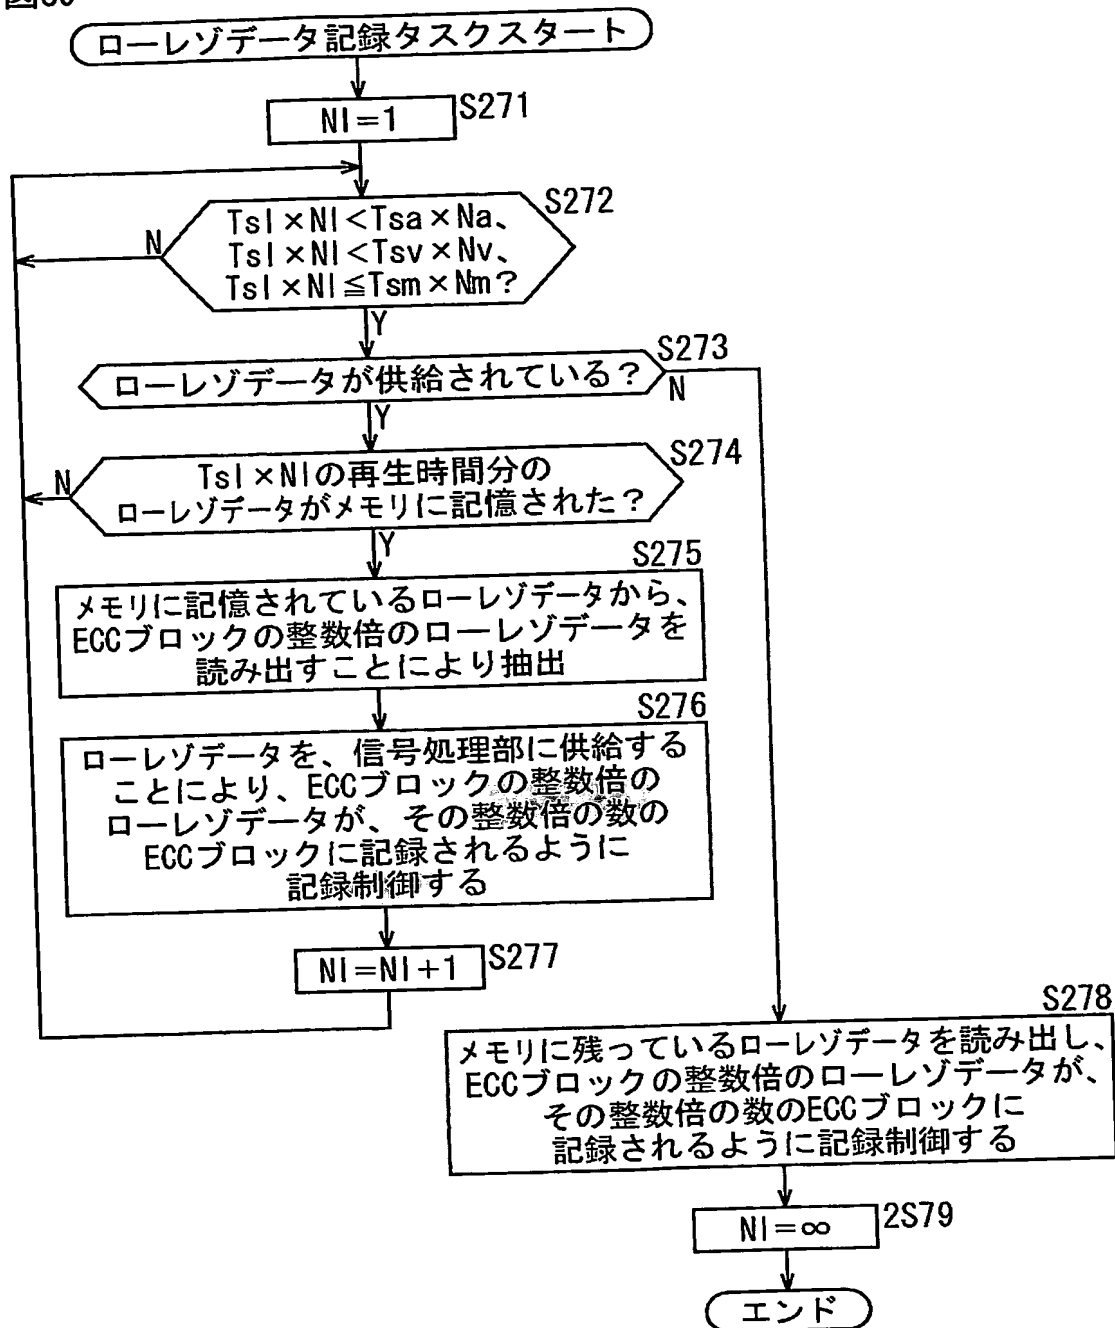 ローレゾデータ記録タスクスタート
Nl=1
S271
Tsl×Nl<Tsa×Na、
Tsl×Nl<Tsv×Nv、
Tsl×Nl≦Tsm×Nm?
S272
N
Y
ローレゾデータが供給されている?
S273
N
Y
Tsl×Nlの再生時間分の
ローレゾデータがメモリに記憶された?
S274
N
Y
S275
メモリに記憶されているローレゾデータから、
ECCブロックの整数倍のローレゾデータを
読み出すことにより抽出
S276
ローレゾデータを、信号処理部に供給する
ことにより、ECCブロックの整数倍の
ローレゾデータが、その整数倍の数の
ECCブロックに記録されるように
記録制御する
Nl=Nl+1
S277
S278
メモリに残っているローレゾデータを読み出し、
ECCブロックの整数倍のローレゾデータが、
その整数倍の数のECCブロックに
記録されるように記録制御する
Nl=∞
2S79
エンド